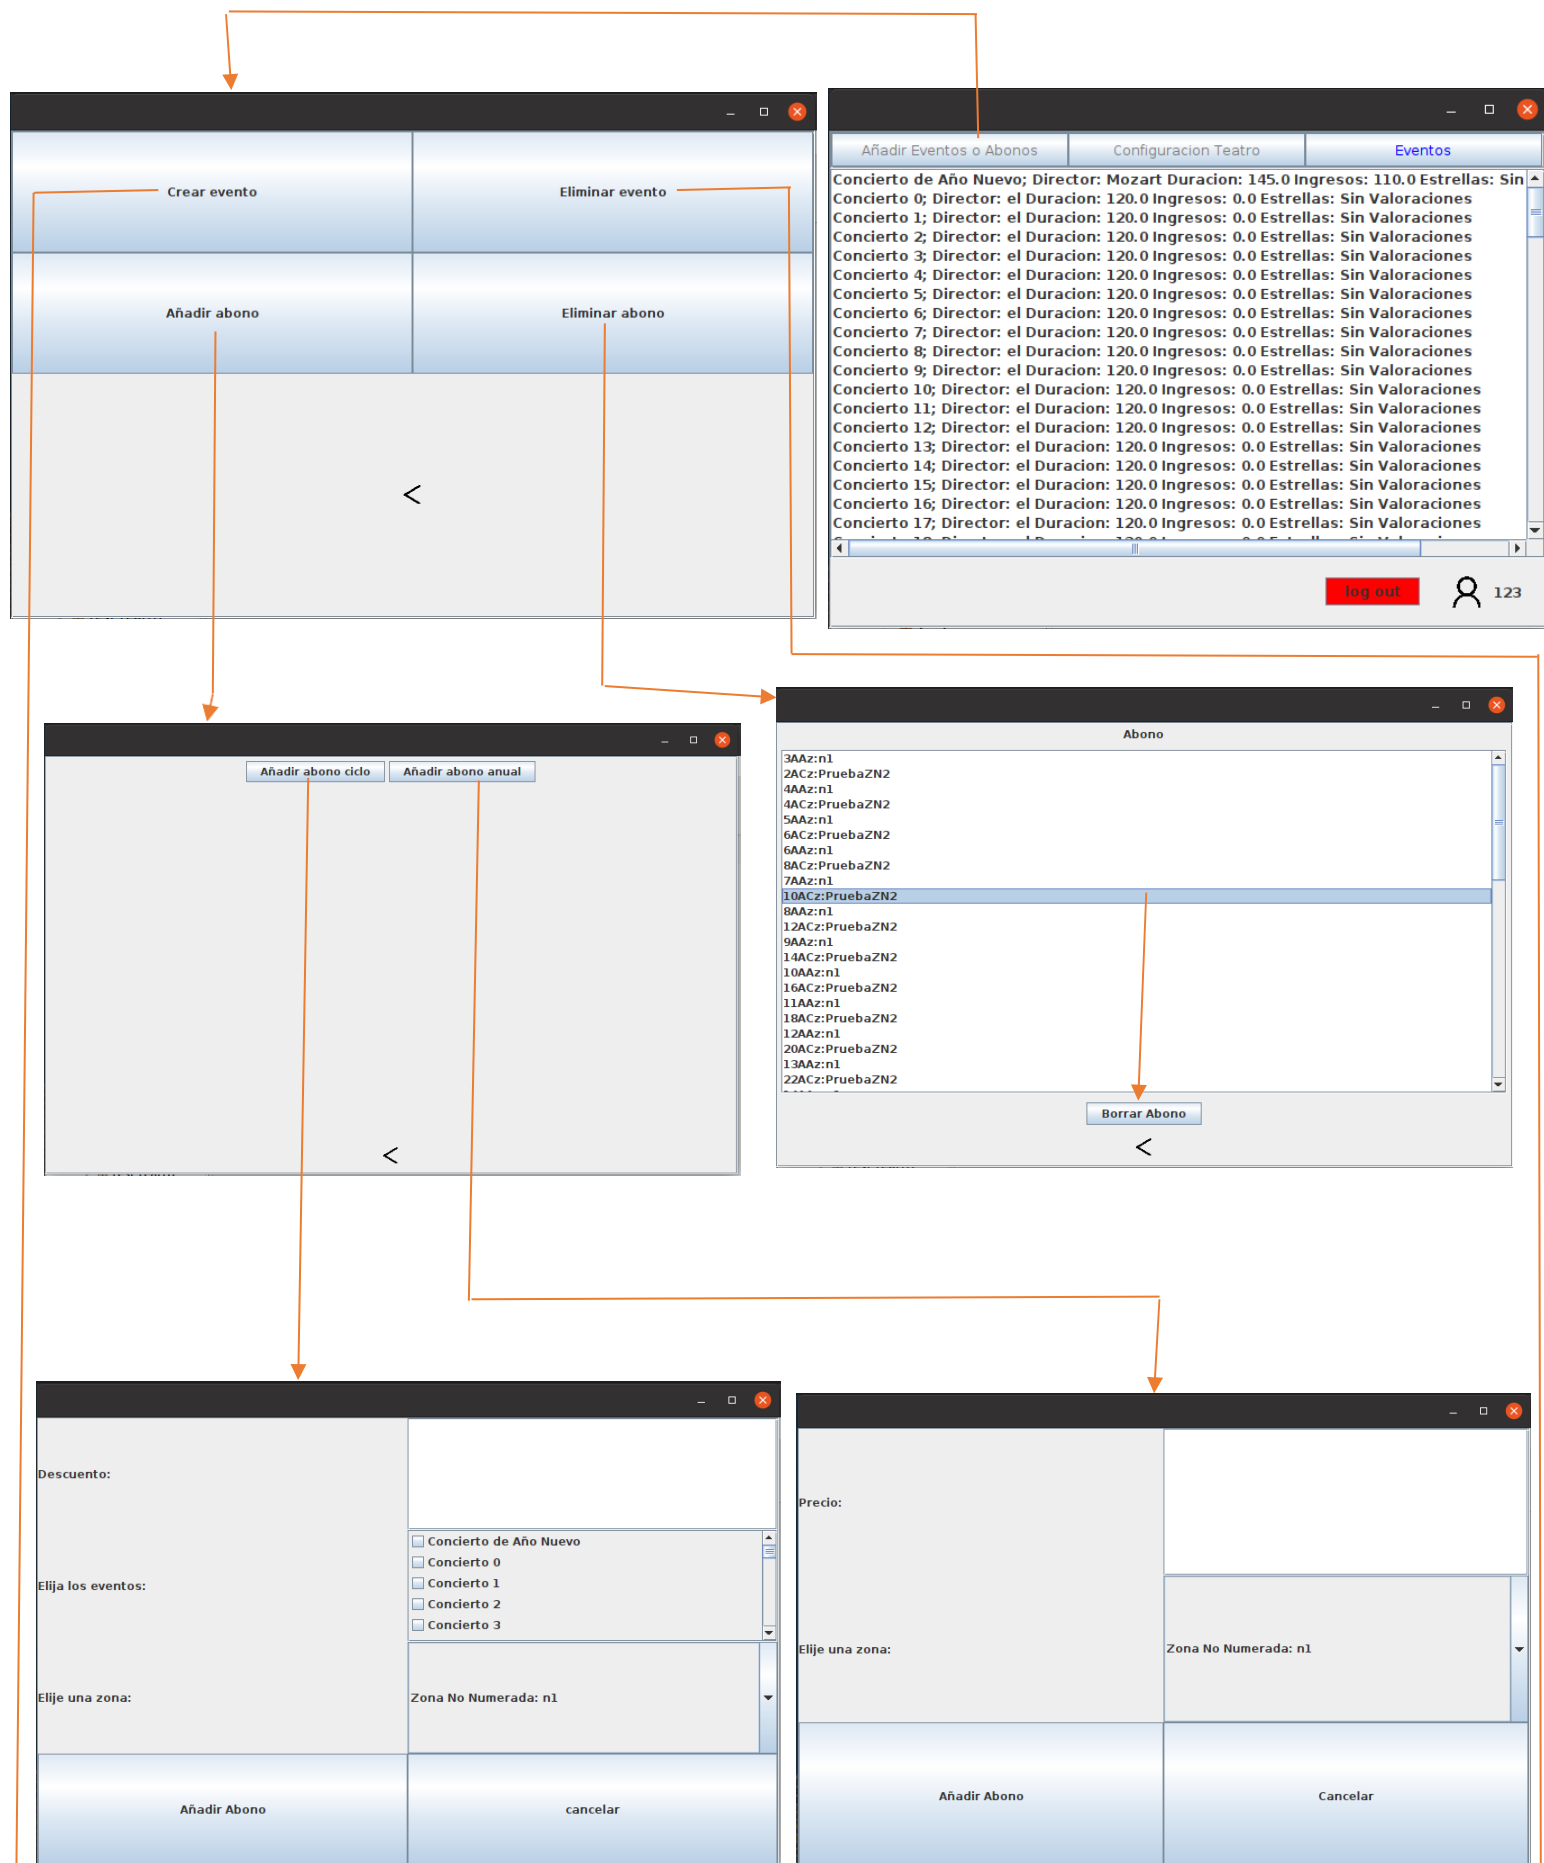 Crear evento
Eliminar evento
Añadir abono
Eliminar abono
<
Añadir Eventos o Abonos
Configuracion Teatro
Eventos
Concierto de Año Nuevo; Director: Mozart Duracion: 145.0 Ingresos: 110.0 Estrellas: Sin
Concierto 0; Director: el Duracion: 120.0 Ingresos: 0.0 Estrellas: Sin Valoraciones
Concierto 1; Director: el Duracion: 120.0 Ingresos: 0.0 Estrellas: Sin Valoraciones
Concierto 2; Director: el Duracion: 120.0 Ingresos: 0.0 Estrellas: Sin Valoraciones
Concierto 3; Director: el Duracion: 120.0 Ingresos: 0.0 Estrellas: Sin Valoraciones
Concierto 4; Director: el Duracion: 120.0 Ingresos: 0.0 Estrellas: Sin Valoraciones
Concierto 5; Director: el Duracion: 120.0 Ingresos: 0.0 Estrellas: Sin Valoraciones
Concierto 6; Director: el Duracion: 120.0 Ingresos: 0.0 Estrellas: Sin Valoraciones
Concierto 7; Director: el Duracion: 120.0 Ingresos: 0.0 Estrellas: Sin Valoraciones
Concierto 8; Director: el Duracion: 120.0 Ingresos: 0.0 Estrellas: Sin Valoraciones
Concierto 9; Director: el Duracion: 120.0 Ingresos: 0.0 Estrellas: Sin Valoraciones
Concierto 10; Director: el Duracion: 120.0 Ingresos: 0.0 Estrellas: Sin Valoraciones
Concierto 11; Director: el Duracion: 120.0 Ingresos: 0.0 Estrellas: Sin Valoraciones
Concierto 12; Director: el Duracion: 120.0 Ingresos: 0.0 Estrellas: Sin Valoraciones
Concierto 13; Director: el Duracion: 120.0 Ingresos: 0.0 Estrellas: Sin Valoraciones
Concierto 14; Director: el Duracion: 120.0 Ingresos: 0.0 Estrellas: Sin Valoraciones
Concierto 15; Director: el Duracion: 120.0 Ingresos: 0.0 Estrellas: Sin Valoraciones
Concierto 16; Director: el Duracion: 120.0 Ingresos: 0.0 Estrellas: Sin Valoraciones
Concierto 17; Director: el Duracion: 120.0 Ingresos: 0.0 Estrellas: Sin Valoraciones
log out
123
Añadir abono ciclo
Añadir abono anual
<
Abono
3AAz:n1
2ACz:PruebaZN2
4AAz:n1
4ACz:PruebaZN2
5AAz:n1
6ACz:PruebaZN2
6AAz:n1
8ACz:PruebaZN2
7AAz:n1
10ACz:PruebaZN2
8AAz:n1
12ACz:PruebaZN2
9AAz:n1
14ACz:PruebaZN2
10AAz:n1
16ACz:PruebaZN2
11AAz:n1
18ACz:PruebaZN2
12AAz:n1
20ACz:PruebaZN2
13AAz:n1
22ACz:PruebaZN2
Borrar Abono
<
Descuento:
Elija los eventos:
Concierto de Año Nuevo
Concierto 0
Concierto 1
Concierto 2
Concierto 3
Elije una zona:
Zona No Numerada: n1
Añadir Abono
cancelar
Precio:
Elije una zona:
Zona No Numerada: n1
Añadir Abono
Cancelar